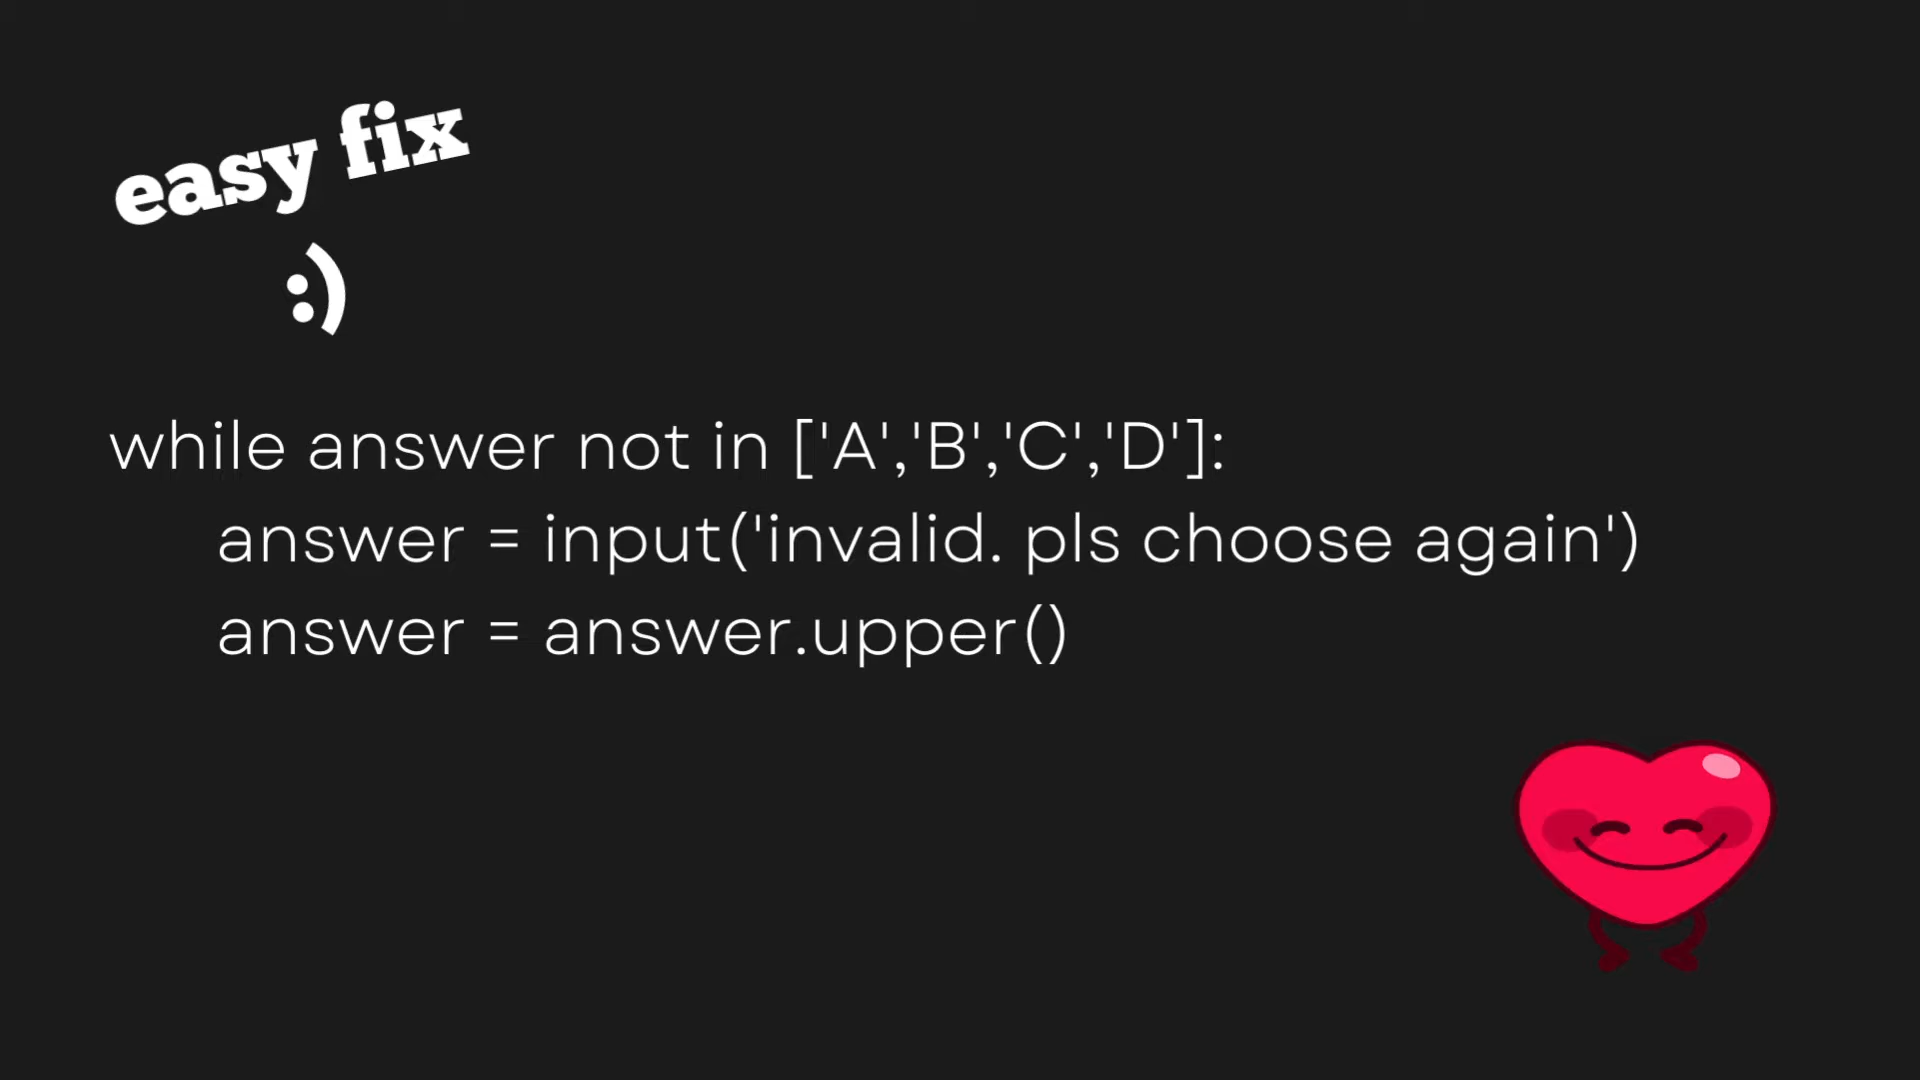 easy fix
:)
while answer not in ['A','B','C','D']:
answer = input('invalid. pls choose again')
answer = answer.upper()